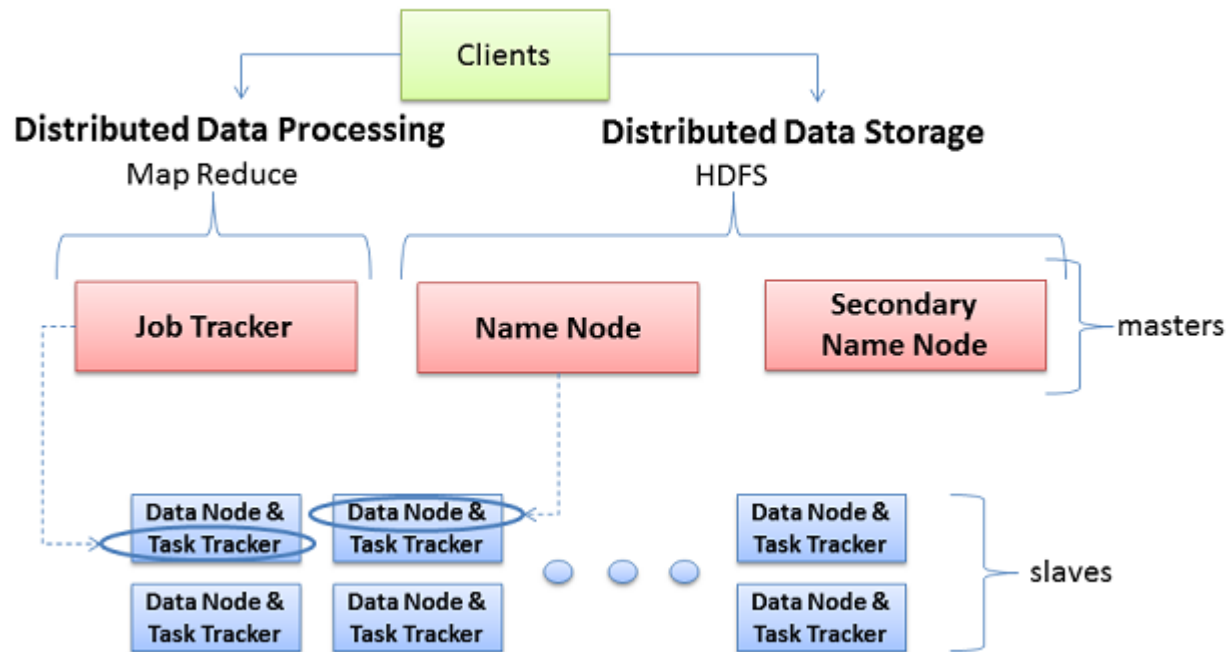 Clients
Distributed Data Processing
Map Reduce
Distributed Data Storage
HDFS
Job Tracker
Name Node
Secondary
Name Node
masters
Data Node &
Task Tracker
Data Node &
Task Tracker
Data Node &
Task Tracker
Data Node &
Task Tracker
Data Node &
Task Tracker
Data Node &
Task Tracker
slaves